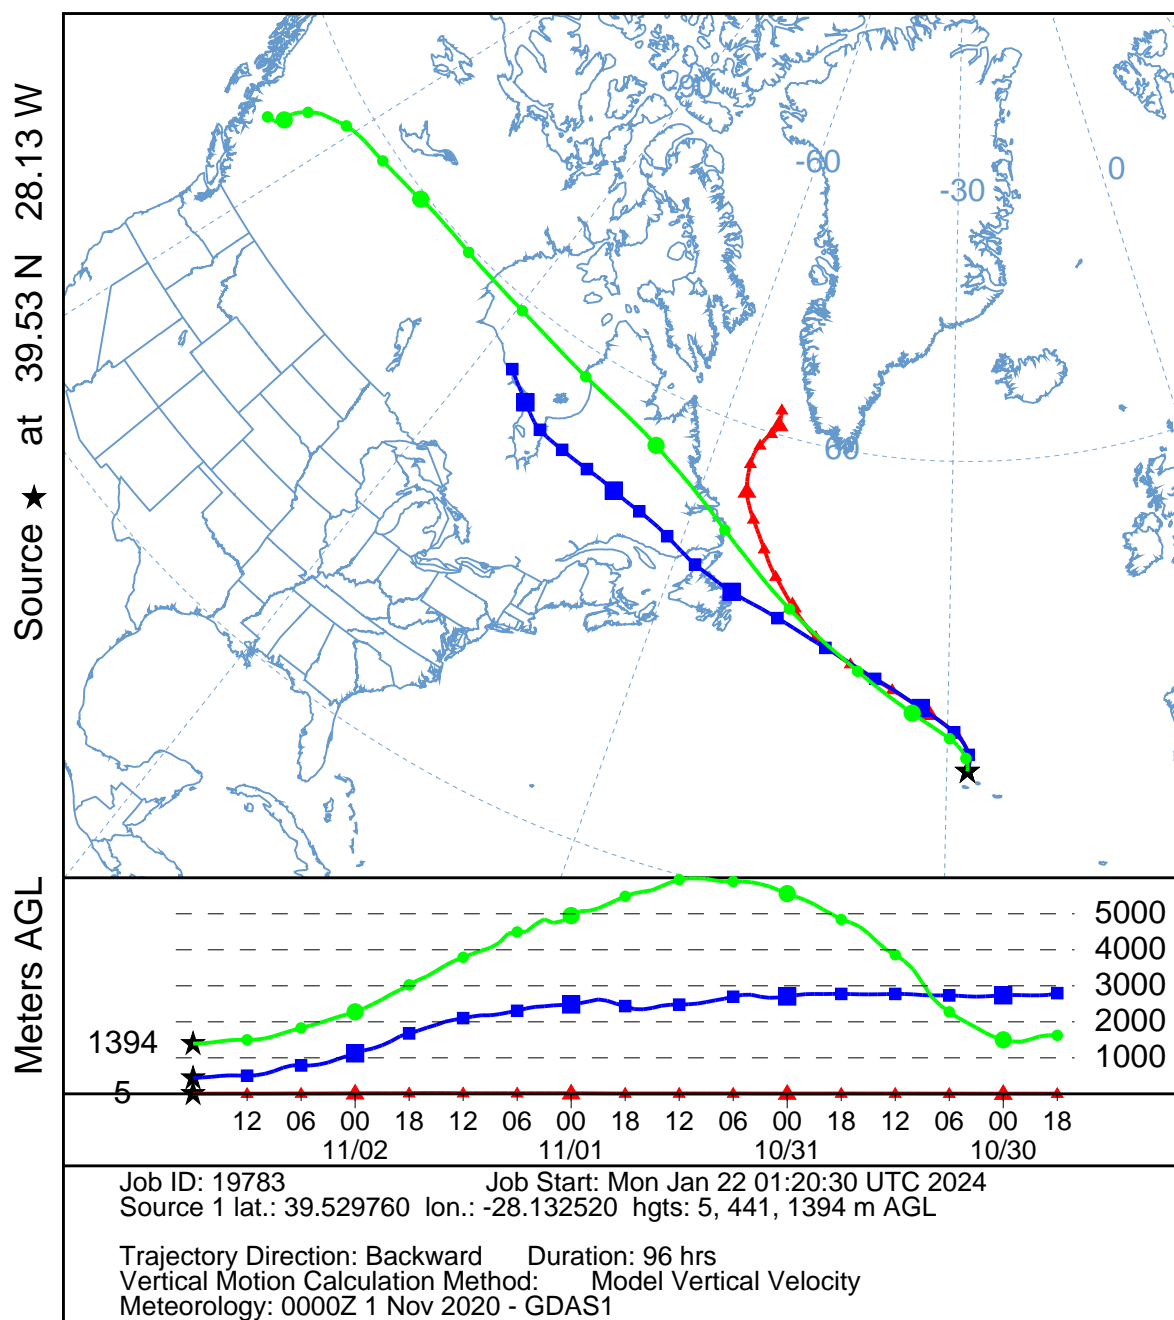 Source ★ at 39.53 N 28.13 W
-90
-60
-30
0
60
Meters AGL
1394
5
5000
4000
3000
2000
1000
12 06 00 18 12 06 00 18 12 06 00 18 12 06 00 18
11/02 11/01 10/31 10/30
Job ID: 19783 Job Start: Mon Jan 22 01:20:30 UTC 2024
Source 1 lat.: 39.529760 lon.: -28.132520 hgts: 5, 441, 1394 m AGL
Trajectory Direction: Backward Duration: 96 hrs
Vertical Motion Calculation Method: Model Vertical Velocity
Meteorology: 0000Z 1 Nov 2020 - GDAS1